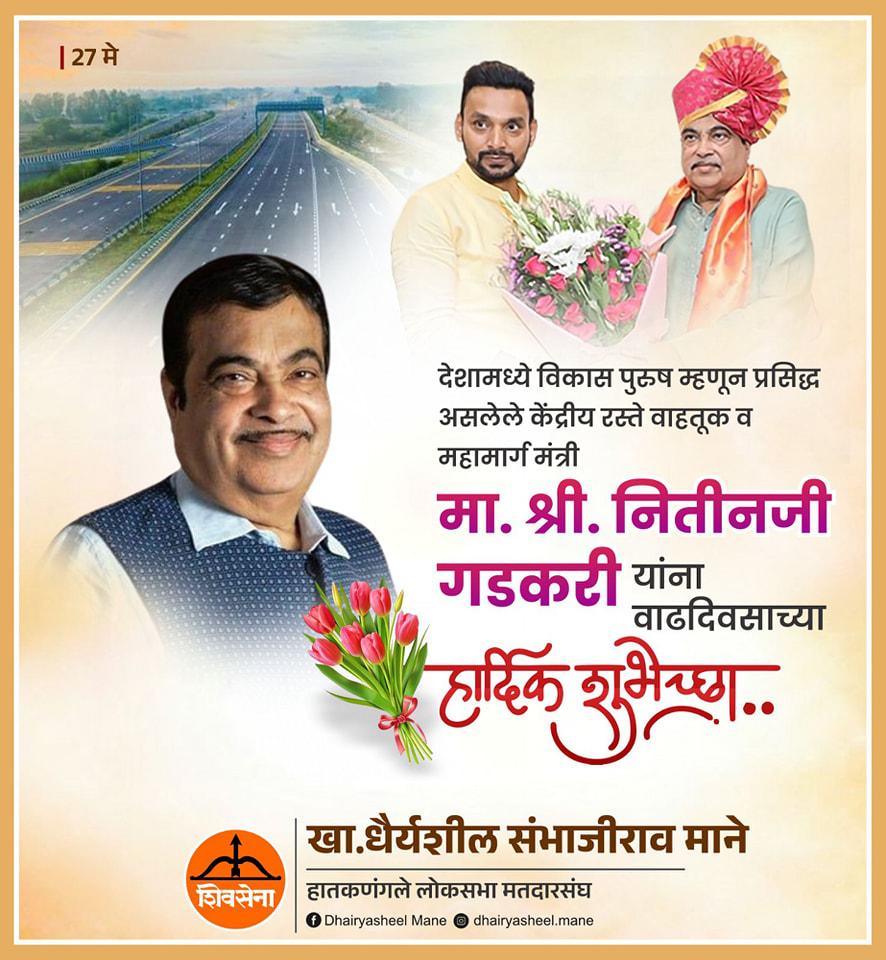 | 27 मे
देशामध्ये विकास पुरुष म्हणून प्रसिद्ध
असलेले केंद्रीय रस्ते वाहतूक व
महामार्ग मंत्री
मा. श्री. नितीनजी
गडकरी यांना
वाढदिवसाच्या
हार्दिक शुभेच्छा..
खा.धैर्यशील संभाजीराव माने
शिवसेना
हातकणंगले लोकसभा मतदारसंघ
Dhairyasheel Mane dhairyasheel.mane